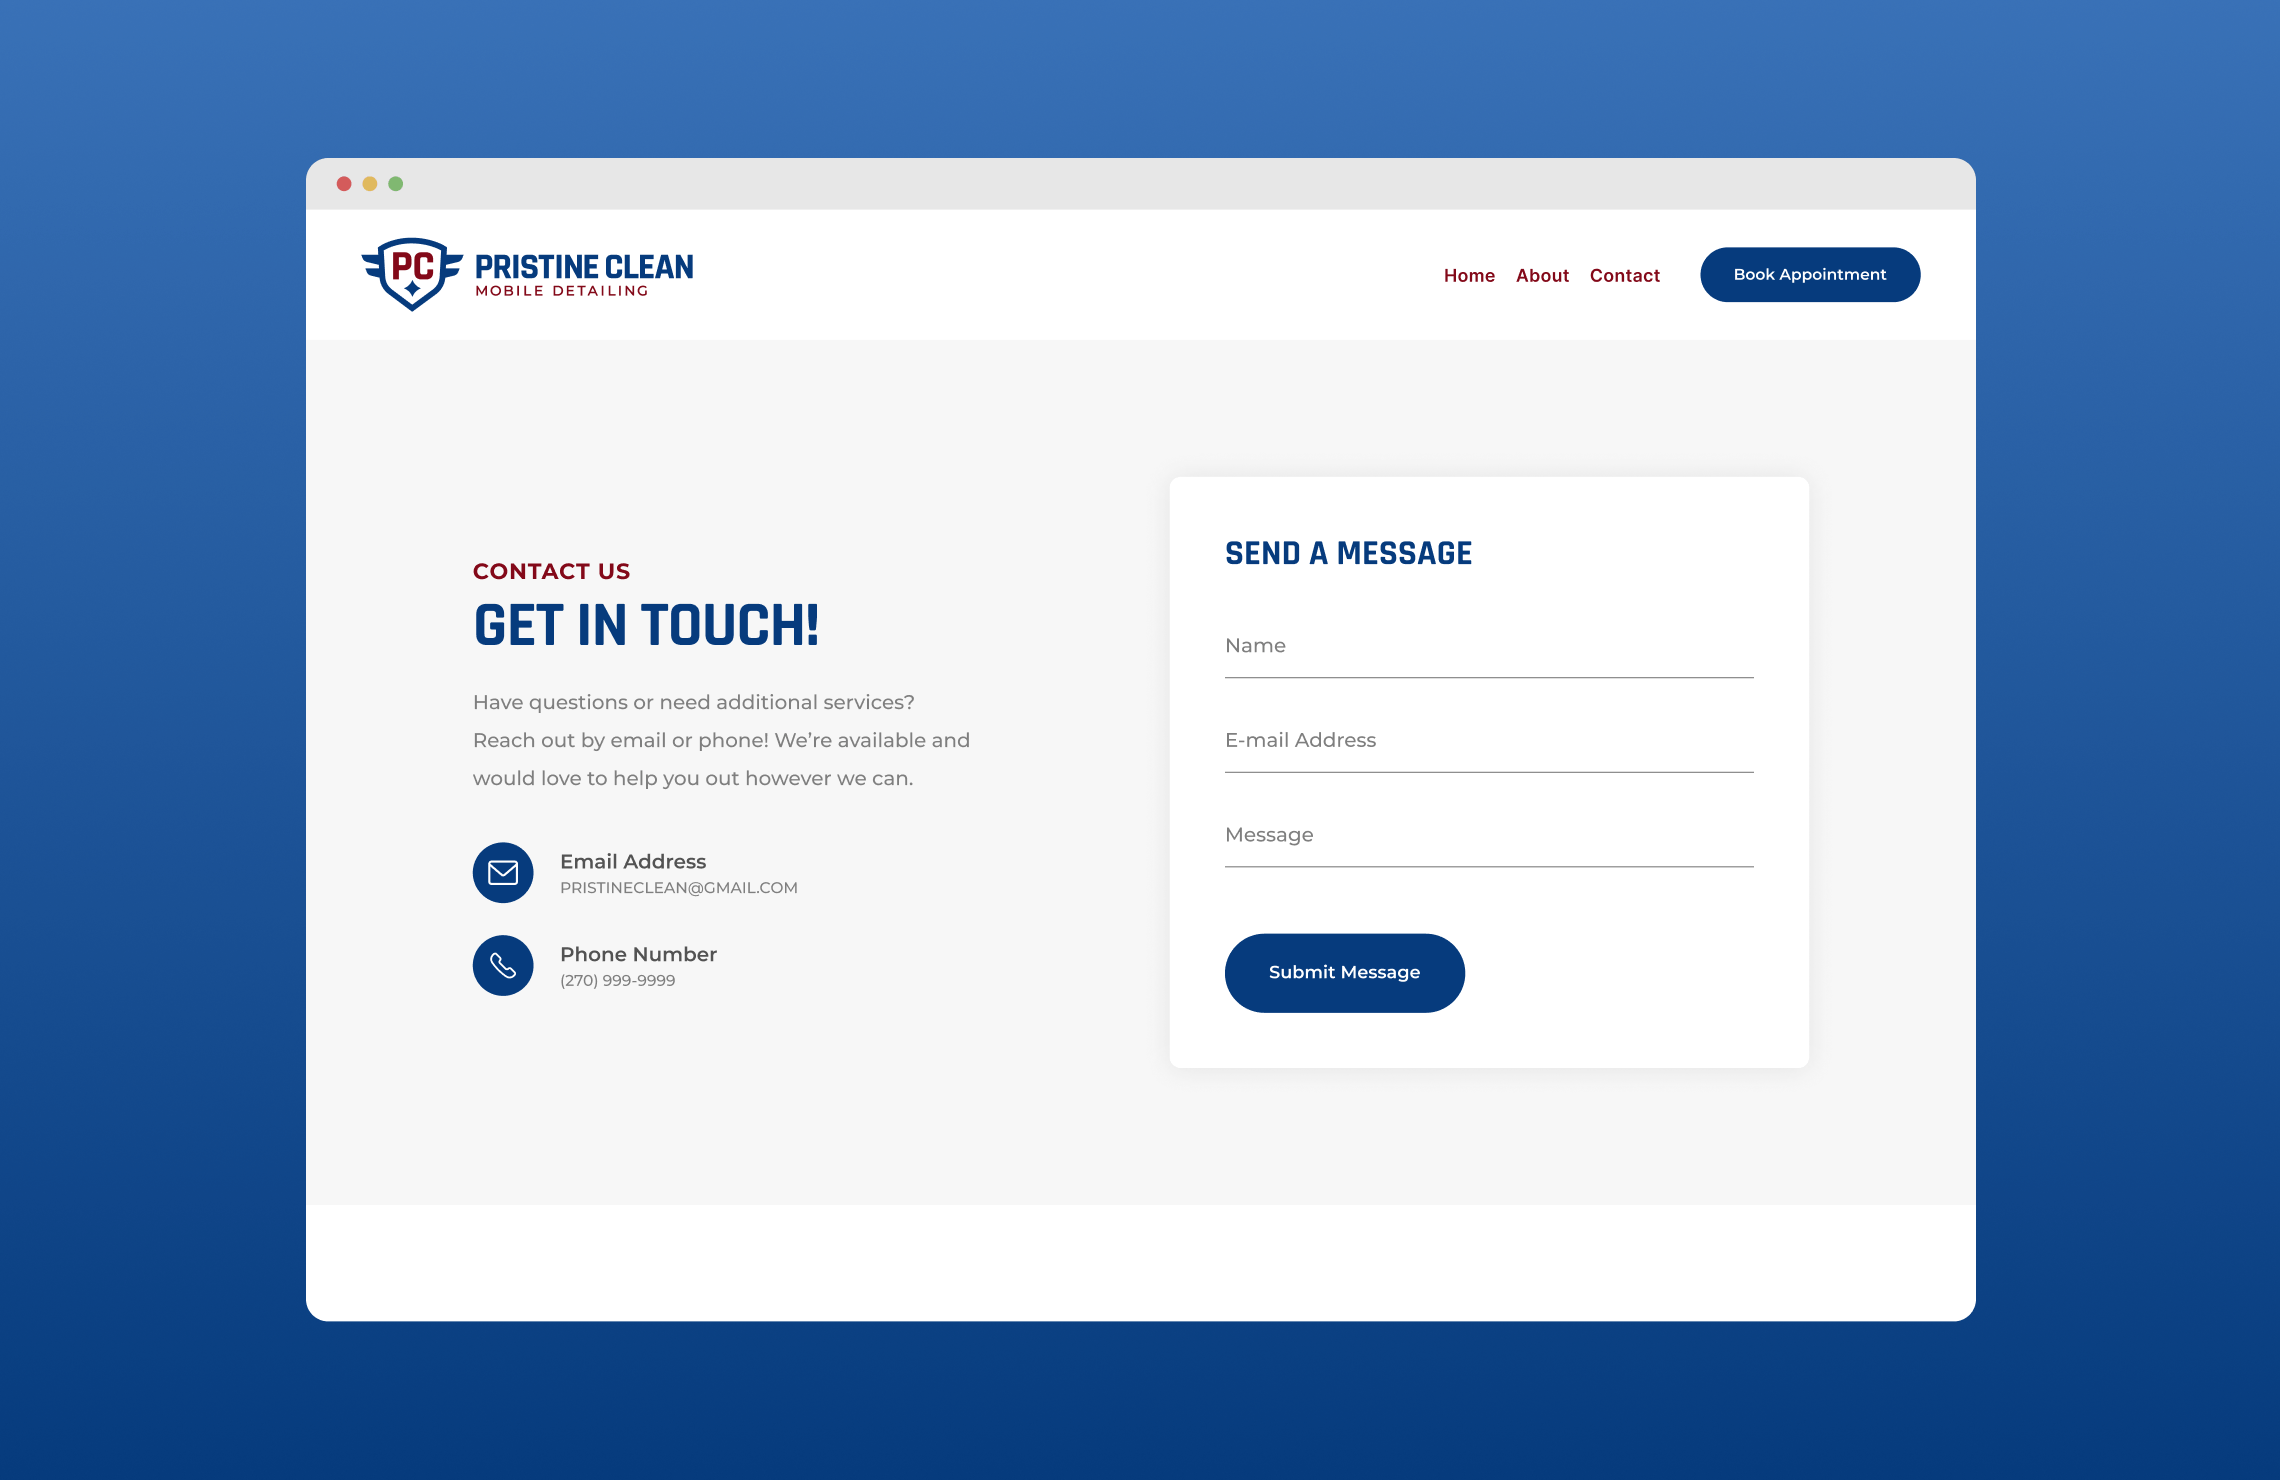 PC
PRISTINE CLEAN
MOBILE DETAILING
Home About Contact Book Appointment
CONTACT US
GET IN TOUCH!
Have questions or need additional services?
Reach out by email or phone! We’re available and
would love to help you out however we can.
Email Address
PRISTINECLEAN@GMAIL.COM
Phone Number
(270) 999-9999
SEND A MESSAGE
Name
E-mail Address
Message
Submit Message